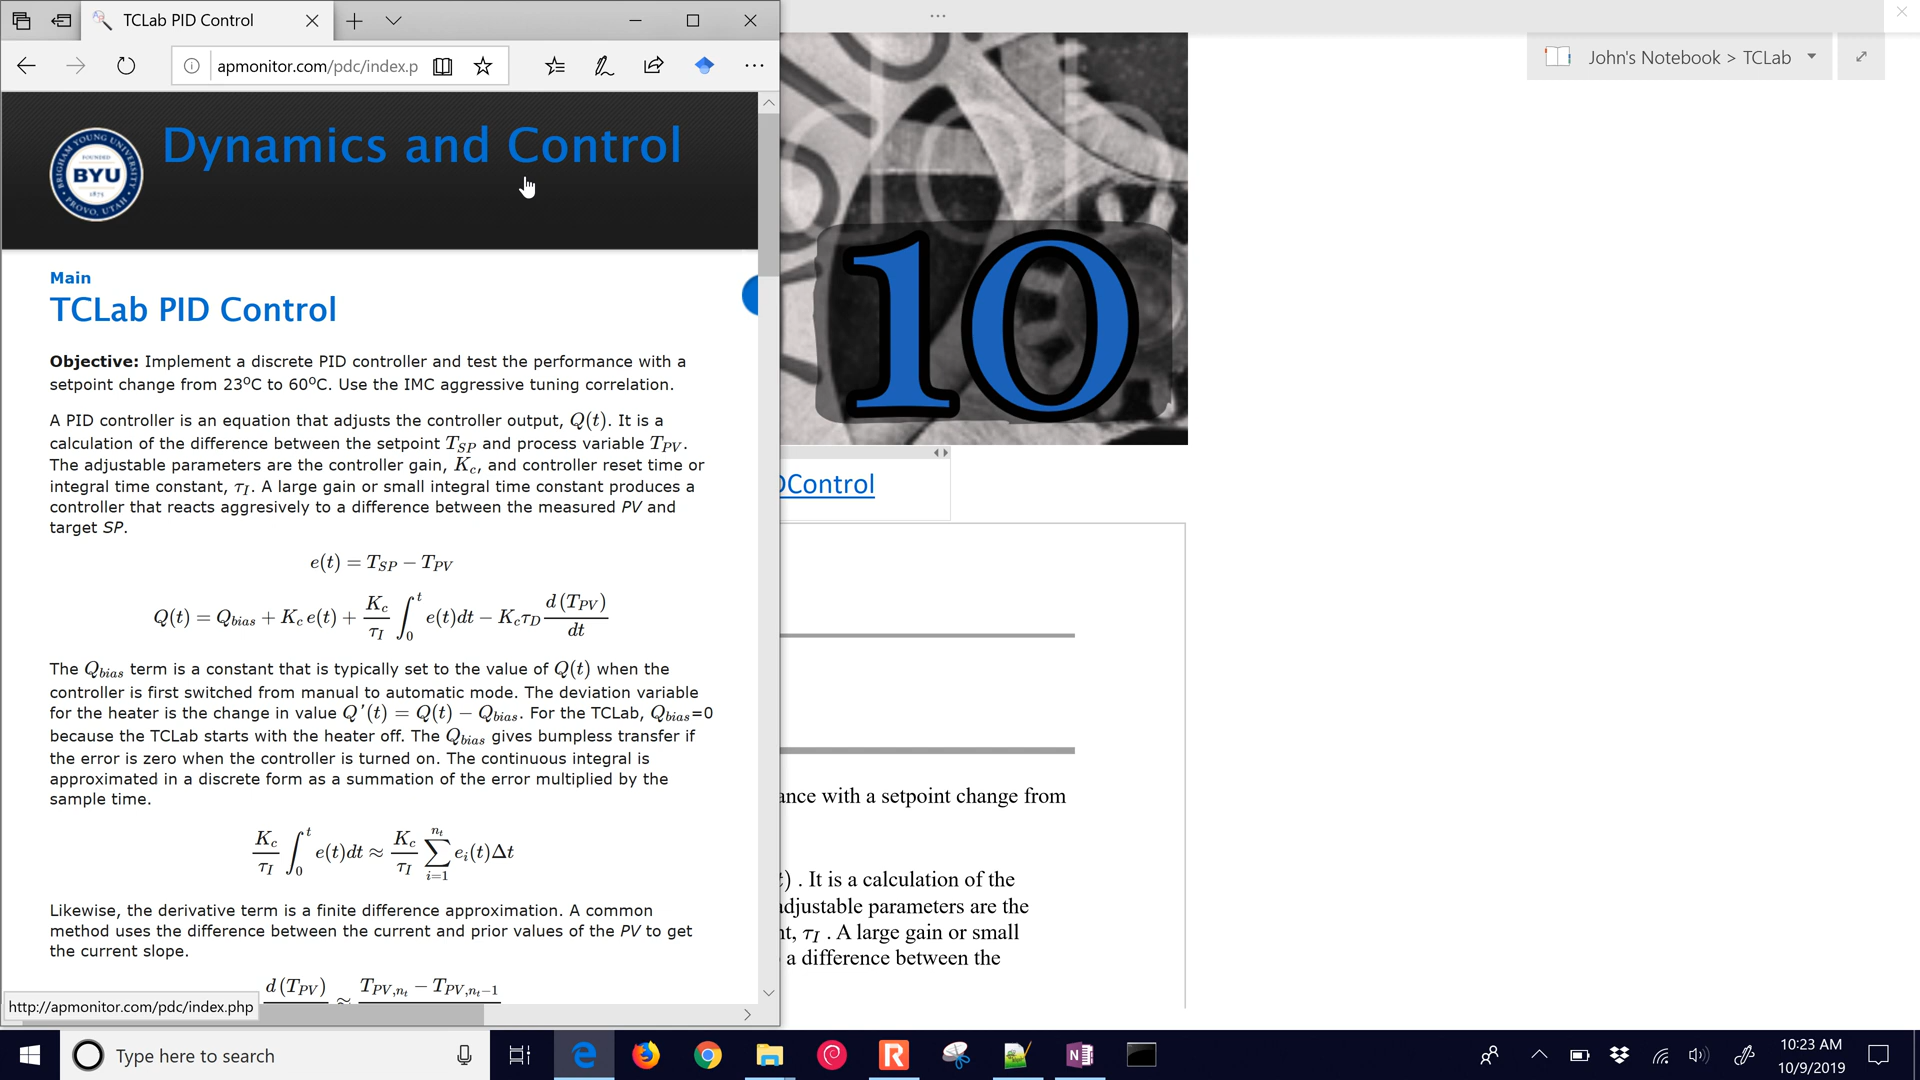 TCLab PID Control
apmonitor.com/pdc/index.p
John's Notebook > TCLab
BRIGHAM YOUNG UNIVERSITY
FOUNDED
BYU
1875
PROVO, UTAH
Dynamics and Control
Main
TCLab PID Control
Objective: Implement a discrete PID controller and test the performance with a
setpoint change from 23ºC to 60ºC. Use the IMC aggressive tuning correlation.
A PID controller is an equation that adjusts the controller output, Q(t). It is a
calculation of the difference between the setpoint T_SP and process variable T_PV.
The adjustable parameters are the controller gain, K_c, and controller reset time or
integral time constant, τ_I. A large gain or small integral time constant produces a
controller that reacts aggresively to a difference between the measured PV and
target SP.
e(t) = T_SP − T_PV
Q(t) = Q_bias + K_c e(t) + K_c/τ_I ∫_0^t e(t)dt − K_c τ_D d(T_PV)/dt
The Q_bias term is a constant that is typically set to the value of Q(t) when the
controller is first switched from manual to automatic mode. The deviation variable
for the heater is the change in value Q'(t) = Q(t) − Q_bias. For the TCLab, Q_bias=0
because the TCLab starts with the heater off. The Q_bias gives bumpless transfer if
the error is zero when the controller is turned on. The continuous integral is
approximated in a discrete form as a summation of the error multiplied by the
sample time.
K_c/τ_I ∫_0^t e(t)dt ≈ K_c/τ_I ∑_{i=1}^{n_t} e_i(t)Δt
Likewise, the derivative term is a finite difference approximation. A common
method uses the difference between the current and prior values of the PV to get
the current slope.
d(T_PV) ≈ T_PV,n_t − T_PV,n_t−1
http://apmonitor.com/pdc/index.php
10
Control
ance with a setpoint change from
t) . It is a calculation of the
adjustable parameters are the
nt, τ_I . A large gain or small
a difference between the
Type here to search
10:23 AM
10/9/2019